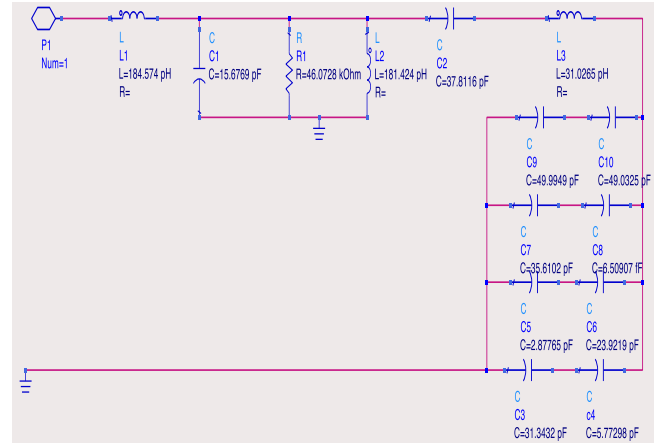 P1
Num=1
L
L1
L=184.574 pH
R=
C
C1
C=15.6769 pF
R
R1
R=46.0728 kOhm
L
L2
L=181.424 pH
R=
C
C2
C=37.8116 pF
L
L3
L=31.0265 pH
R=
C
C9
C=49.9949 pF
C
C10
C=49.0325 pF
C
C7
C=35.6102 pF
C
C8
C=6.50907 fF
C
C5
C=2.87765 pF
C
C6
C=23.9219 pF
C
C3
C=31.3432 pF
C
c4
C=5.77298 pF